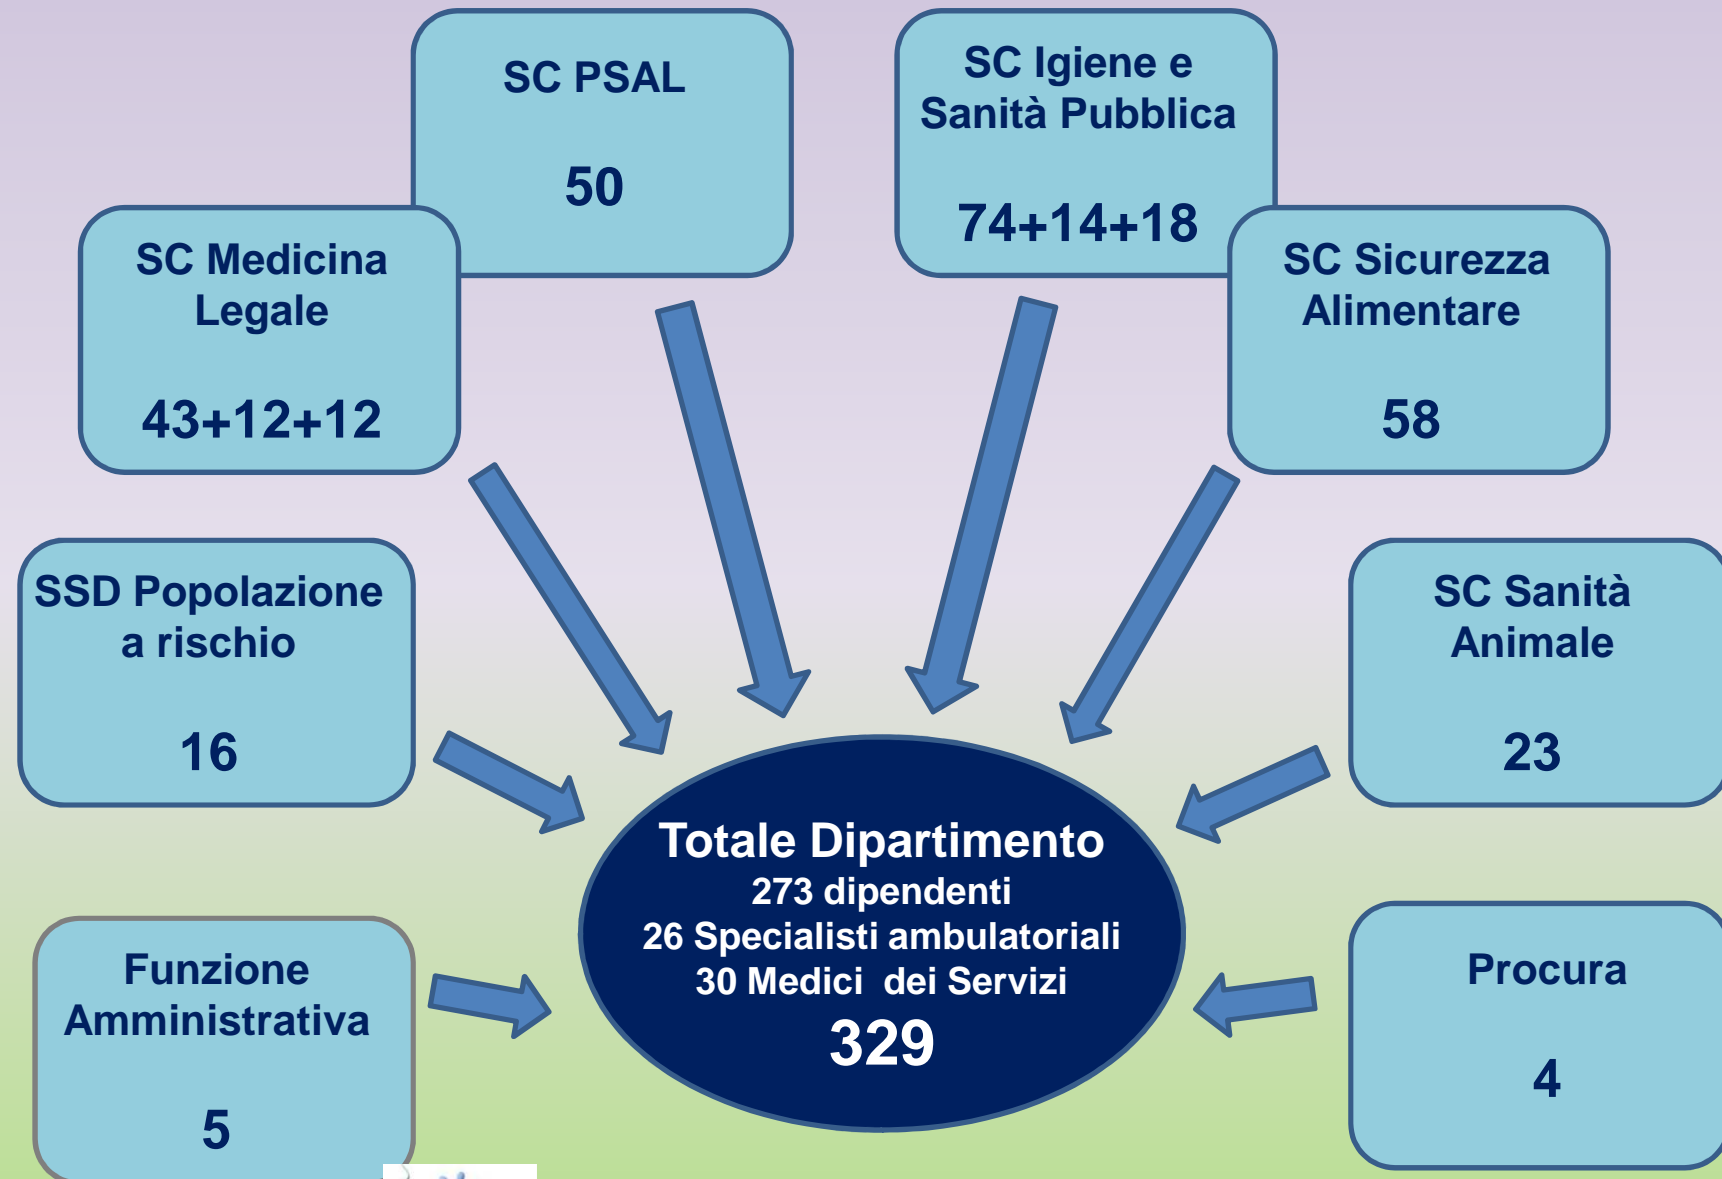 SC PSAL
50
SC Igiene e
Sanità Pubblica
74+14+18
SC Medicina
Legale
43+12+12
SC Sicurezza
Alimentare
58
SSD Popolazione
a rischio
16
SC Sanità
Animale
23
Totale Dipartimento
273 dipendenti
26 Specialisti ambulatoriali
30 Medici dei Servizi
329
Funzione
Amministrativa
5
Procura
4